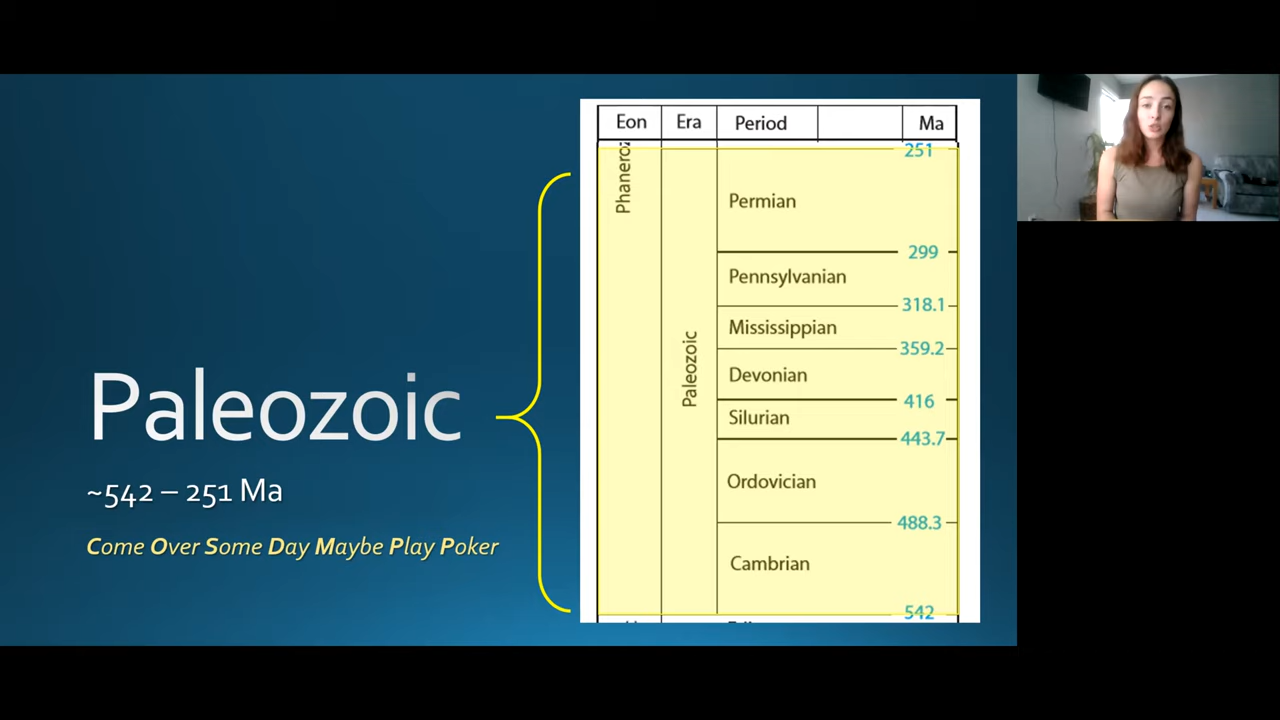 Paleozoic
~542 – 251 Ma
Come Over Some Day Maybe Play Poker
Eon Era Period Ma
251
Permian
299
Pennsylvanian
318.1
Mississippian
359.2
Devonian
416
Silurian
443.7
Ordovician
488.3
Cambrian
542
Paleozoic